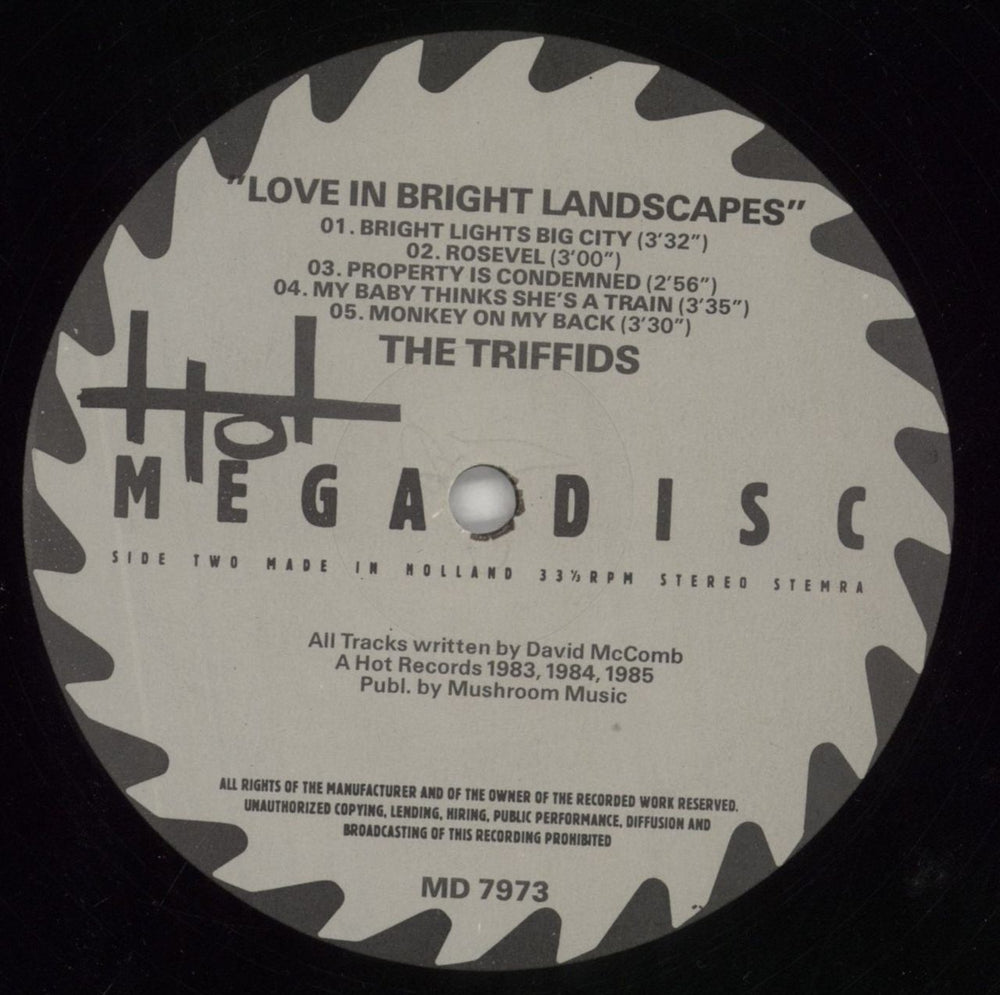 "LOVE IN BRIGHT LANDSCAPES"
01. BRIGHT LIGHTS BIG CITY (3'32")
02. ROSEVEL (3'00")
03. PROPERTY IS CONDEMNED (2'56")
04. MY BABY THINKS SHE'S A TRAIN (3'35")
05. MONKEY ON MY BACK (3'30")
THE TRIFFIDS
Hot
MEGADISC
SIDE TWO MADE IN HOLLAND 33⅓RPM STEREO STEMRA
All Tracks written by David McComb
A Hot Records 1983, 1984, 1985
Publ. by Mushroom Music
ALL RIGHTS OF THE MANUFACTURER AND OF THE OWNER OF THE RECORDED WORK RESERVED.
UNAUTHORIZED COPYING, LENDING, HIRING, PUBLIC PERFORMANCE, DIFFUSION AND
BROADCASTING OF THIS RECORDING PROHIBITED
MD 7973